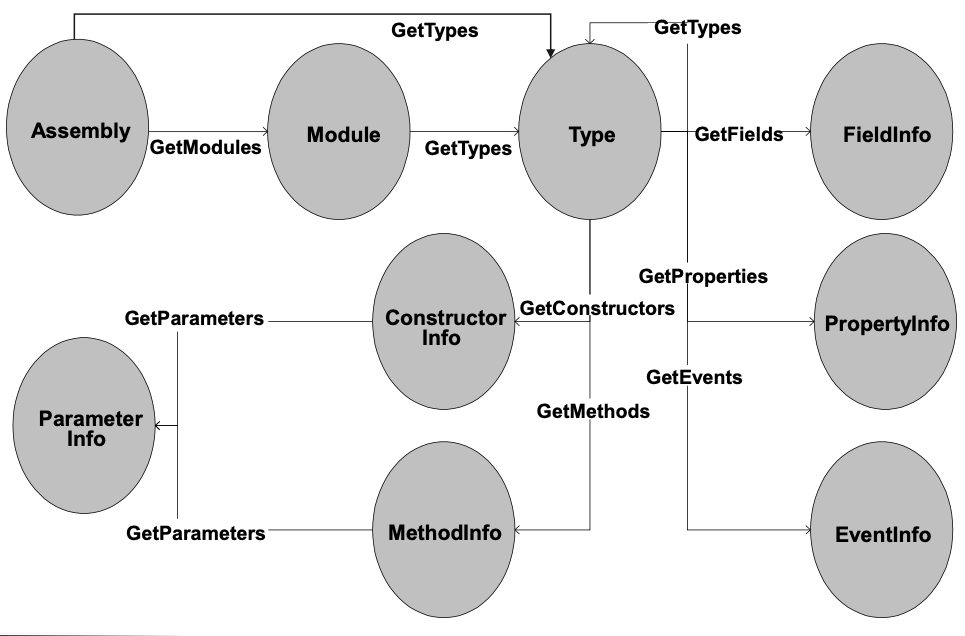 GetTypes
GetTypes
Assembly
Module
Type
FieldInfo
GetModules
GetTypes
GetFields
GetProperties
GetParameters
Constructor
Info
GetConstructors
PropertyInfo
GetEvents
Parameter
Info
GetMethods
GetParameters
MethodInfo
EventInfo